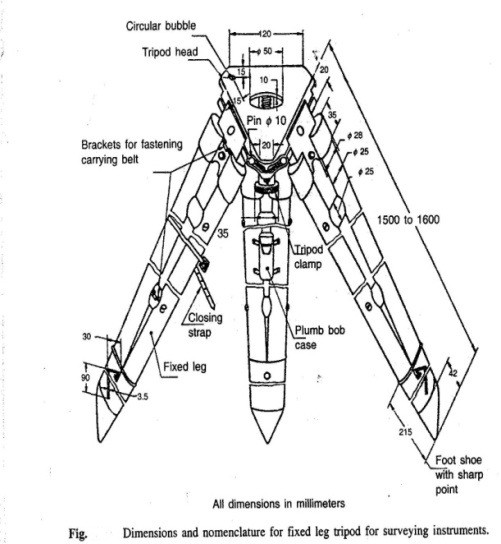 Circular bubble
120
Tripod head
ϕ 50
15
10
20
15
35
Pin ϕ 10
ϕ 28
Brackets for fastening
carrying belt
20
ϕ 25
ϕ 25
1500 to 1600
35
Tripod
clamp
Closing
strap
Plumb bob
case
30
Fixed leg
90
3.5
42
215
Foot shoe
with sharp
point
All dimensions in millimeters
Fig. Dimensions and nomenclature for fixed leg tripod for surveying instruments.